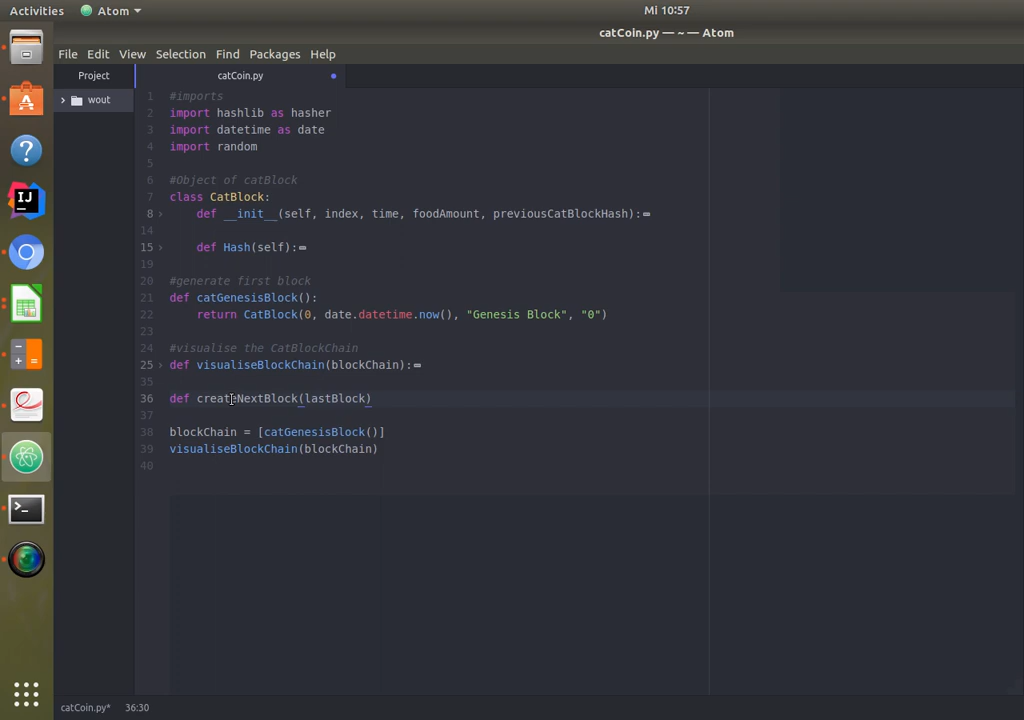 Activities Atom Mi 10:57
catCoin.py — ~ — Atom
File Edit View Selection Find Packages Help
Project catCoin.py
wout
1 #imports
2 import hashlib as hasher
3 import datetime as date
4 import random
5
6 #Object of catBlock
7 class CatBlock:
8 def __init__(self, index, time, foodAmount, previousCatBlockHash):
14
15 def Hash(self):
19
20 #generate first block
21 def catGenesisBlock():
22 return CatBlock(0, date.datetime.now(), "Genesis Block", "0")
23
24 #visualise the CatBlockChain
25 def visualiseBlockChain(blockChain):
35
36 def createNextBlock(lastBlock)
37
38 blockChain = [catGenesisBlock()]
39 visualiseBlockChain(blockChain)
40
catCoin.py* 36:30